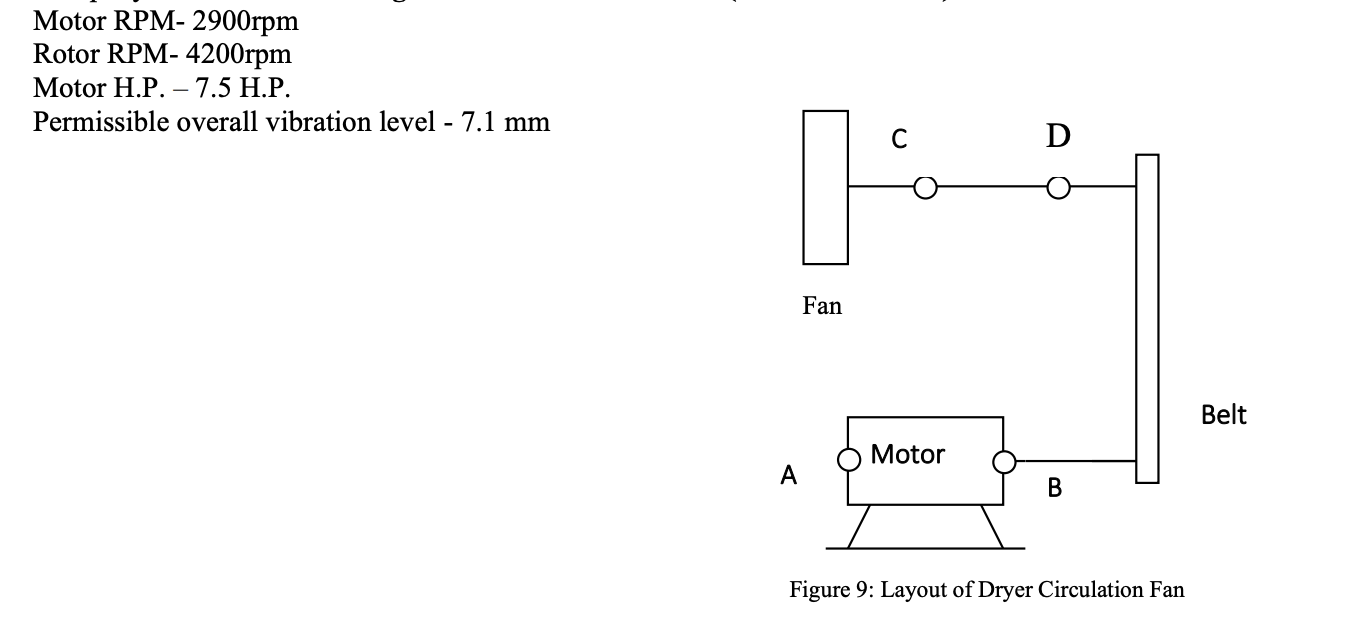 Motor RPM- 2900rpm
Rotor RPM- 4200rpm
Motor H.P. – 7.5 H.P.
Permissible overall vibration level - 7.1 mm
C
D
Fan
Belt
Motor
A
B
Figure 9: Layout of Dryer Circulation Fan